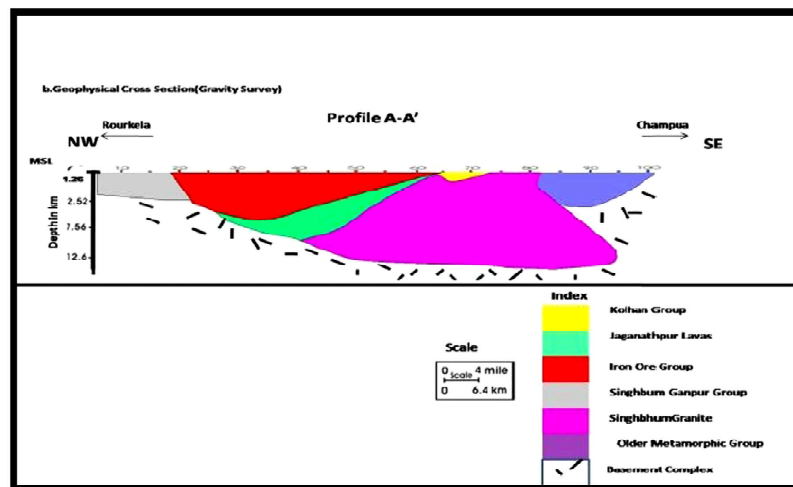 b.Geophysical Cross Section(Gravity Survey)
Profile A-A'
Rourkela
Champua
NW
SE
MSL
10 20 30 40 50 60 70 80 90 100
1.26
2.52
7.56
12.6
Depth in km
Index
Kolhan Group
Jaganathpur Lavas
Iron Ore Group
Singhbum Ganpur Group
SinghbhumGranite
Older Metamorphic Group
Basement Complex
Scale
0 4 mile
Scale
0 6.4 km